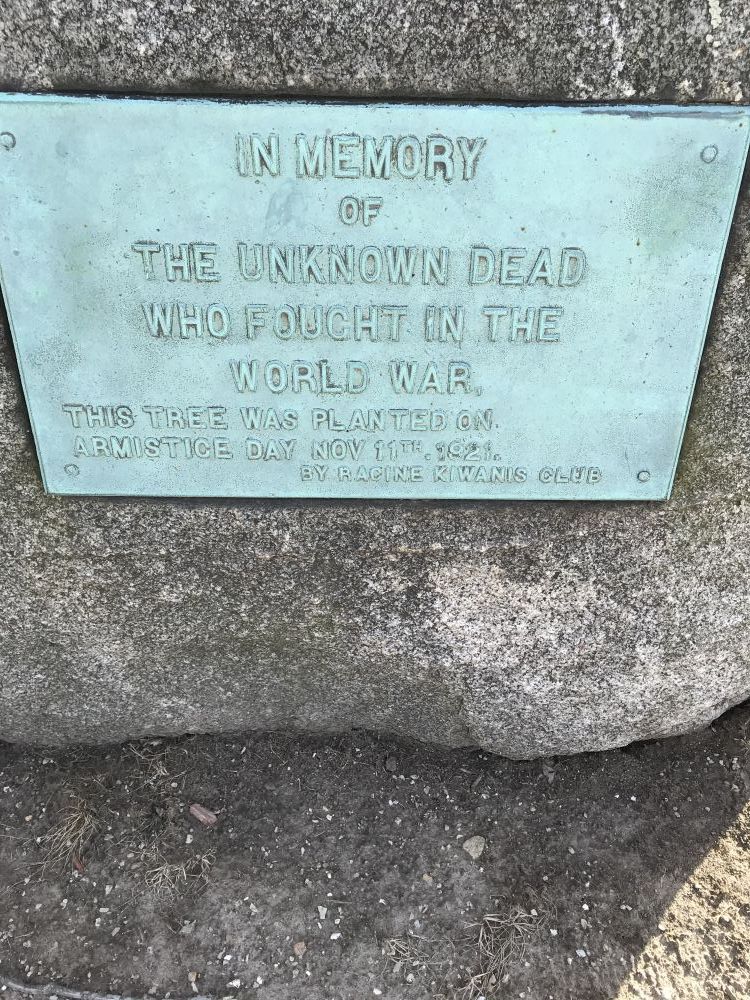 IN MEMORY
OF
THE UNKNOWN DEAD
WHO FOUGHT IN THE
WORLD WAR,
THIS TREE WAS PLANTED ON.
ARMISTICE DAY NOV 11TH. 1921.
BY RACINE KIWANIS CLUB